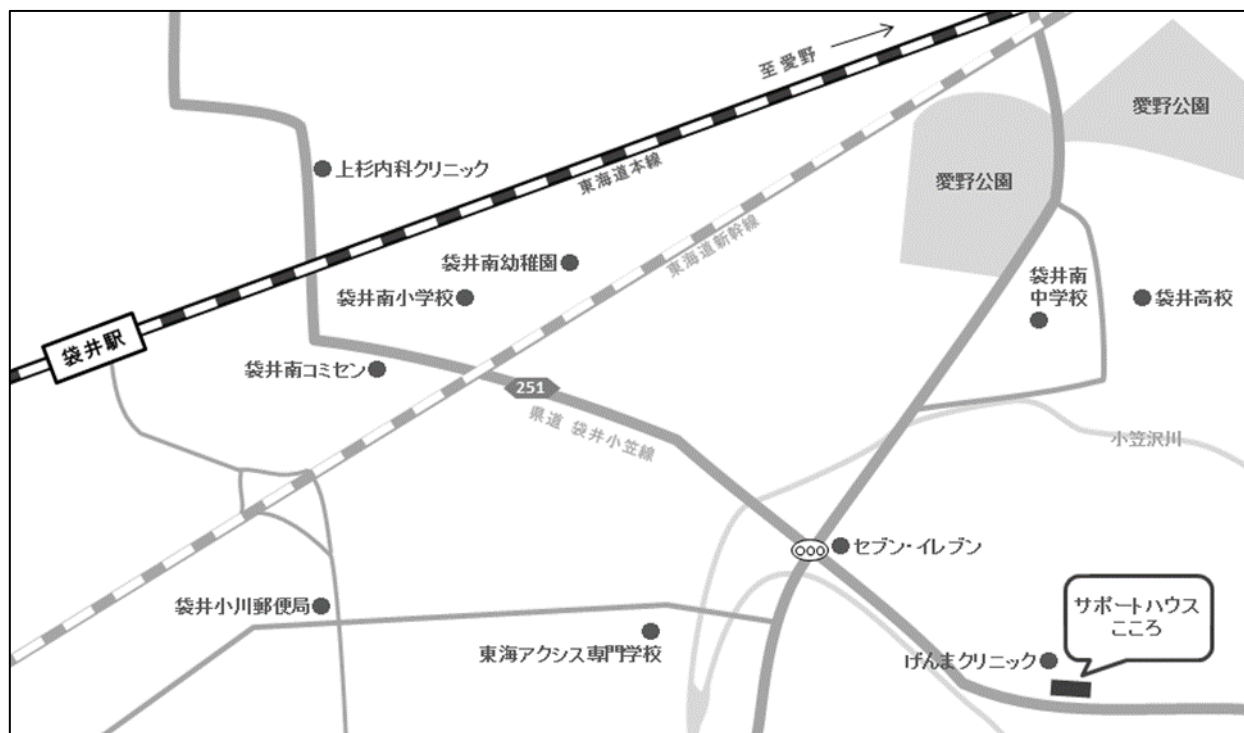 至 愛野
愛野公園
上杉内科クリニック
東海道本線
愛野公園
東海道新幹線
袋井南幼稚園
袋井南小学校
袋井南
中学校
袋井高校
袋井駅
袋井南コミセン
251
県道 袋井小笠線
小笠沢川
セブン・イレブン
袋井小川郵便局
サポートハウス
こころ
東海アクシス専門学校
げんまクリニック